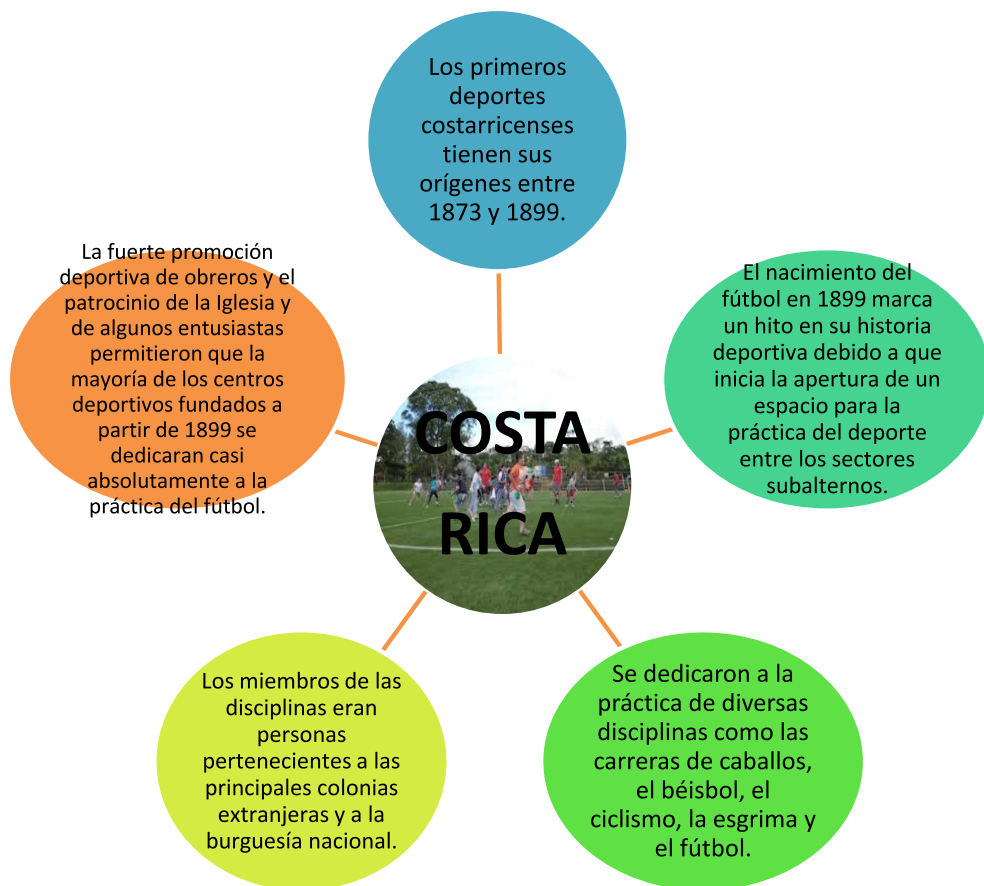 Los primeros
deportes
costarricenses
tienen sus
orígenes entre
1873 y 1899.
La fuerte promoción
deportiva de obreros y el
patrocinio de la Iglesia y
de algunos entusiastas
permitieron que la
mayoría de los centros
deportivos fundados a
partir de 1899 se
dedicaran casi
absolutamente a la
práctica del fútbol.
El nacimiento del
fútbol en 1899 marca
un hito en su historia
deportiva debido a que
inicia la apertura de un
espacio para la
práctica del deporte
entre los sectores
subalternos.
COSTA
RICA
Los miembros de las
disciplinas eran
personas
pertenecientes a las
principales colonias
extranjeras y a la
burguesía nacional.
Se dedicaron a la
práctica de diversas
disciplinas como las
carreras de caballos,
el béisbol, el
ciclismo, la esgrima y
el fútbol.